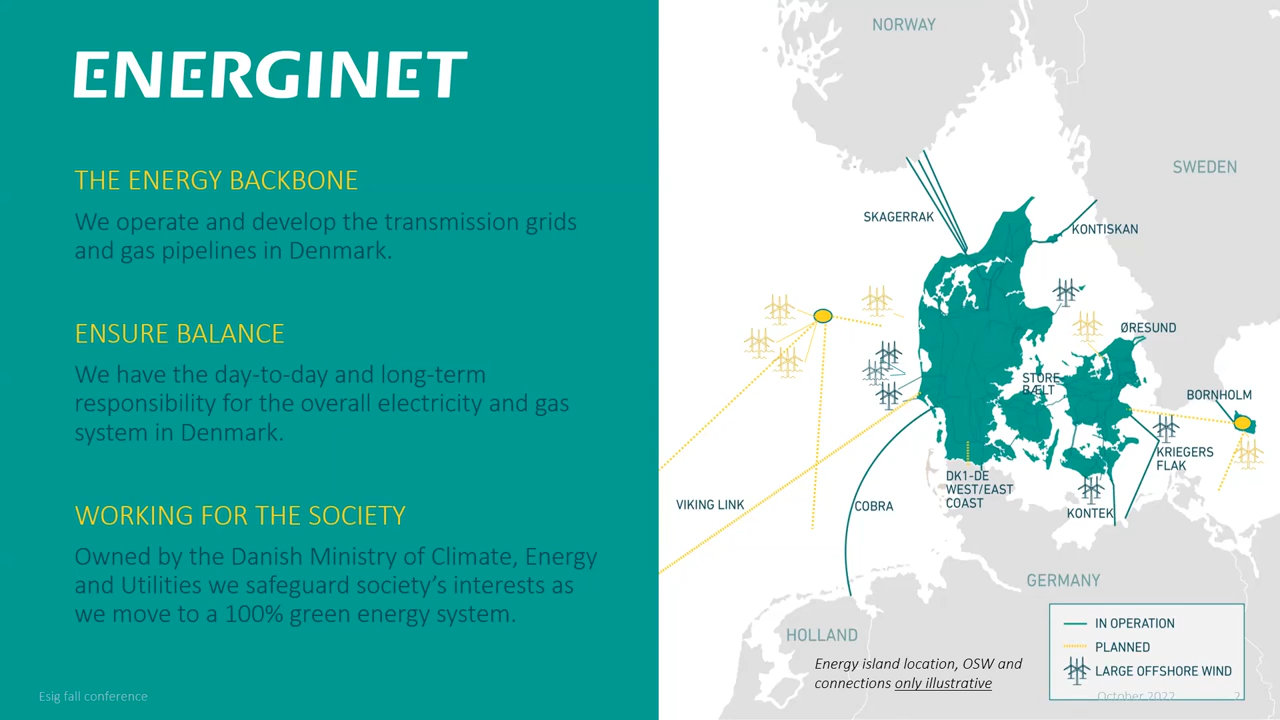 ENERGINET
THE ENERGY BACKBONE
We operate and develop the transmission grids
and gas pipelines in Denmark.
ENSURE BALANCE
We have the day-to-day and long-term
responsibility for the overall electricity and gas
system in Denmark.
WORKING FOR THE SOCIETY
Owned by the Danish Ministry of Climate, Energy
and Utilities we safeguard society's interests as
we move to a 100% green energy system.
Esig fall conference
NORWAY
SWEDEN
SKAGERRAK
KONTISKAN
ØRESUND
STORE
BÆLT
BORNHOLM
KRIEGERS
FLAK
DK1-DE
WEST/EAST
COAST
VIKING LINK
COBRA
KONTEK
GERMANY
HOLLAND
IN OPERATION
PLANNED
LARGE OFFSHORE WIND
Energy island location, OSW and
connections only illustrative
October 2022
2